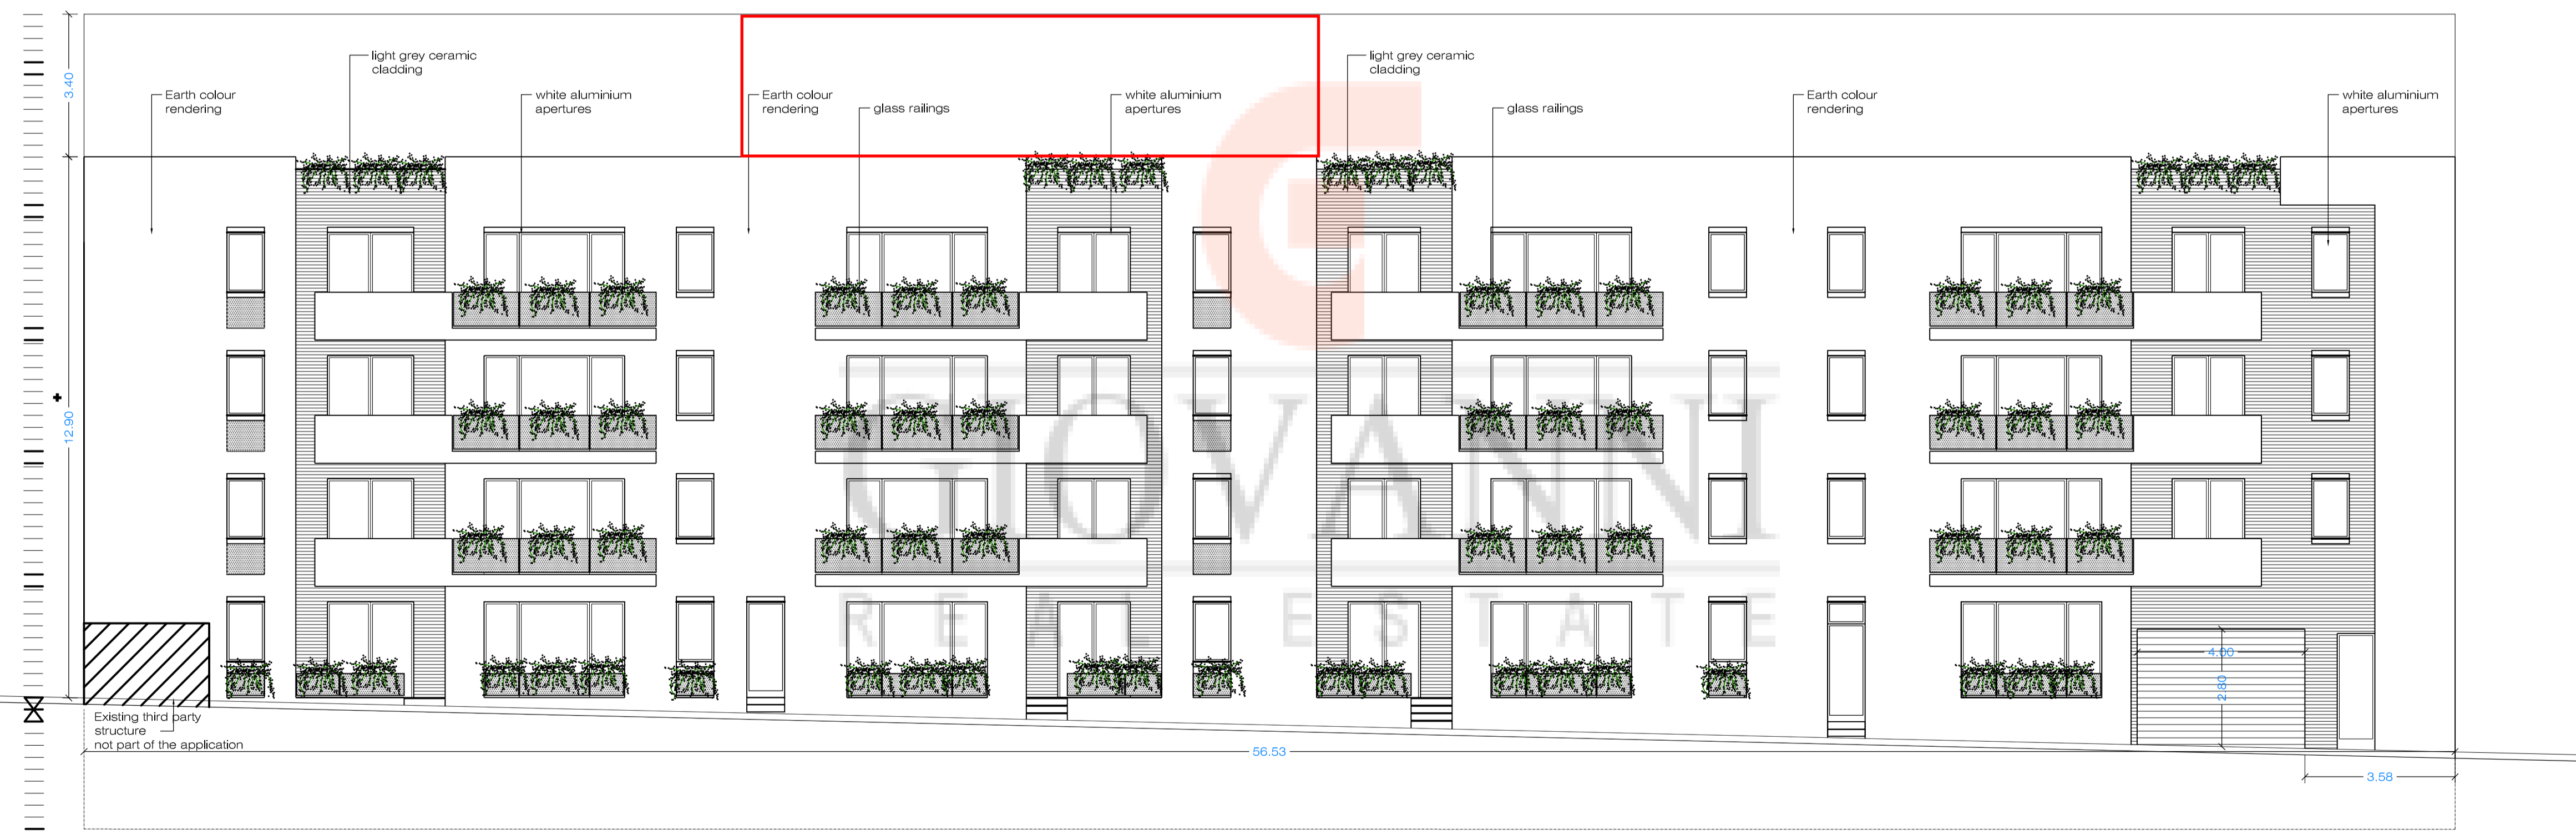 light grey ceramic
cladding
light grey ceramic
cladding
3.40
Earth colour
rendering
white aluminium
apertures
Earth colour
rendering
glass railings
white aluminium
apertures
glass railings
Earth colour
rendering
white aluminium
apertures
12.90
GIOVANNI
REAL ESTATE
4.00
2.80
Existing third party
structure
not part of the application
56.53
3.58